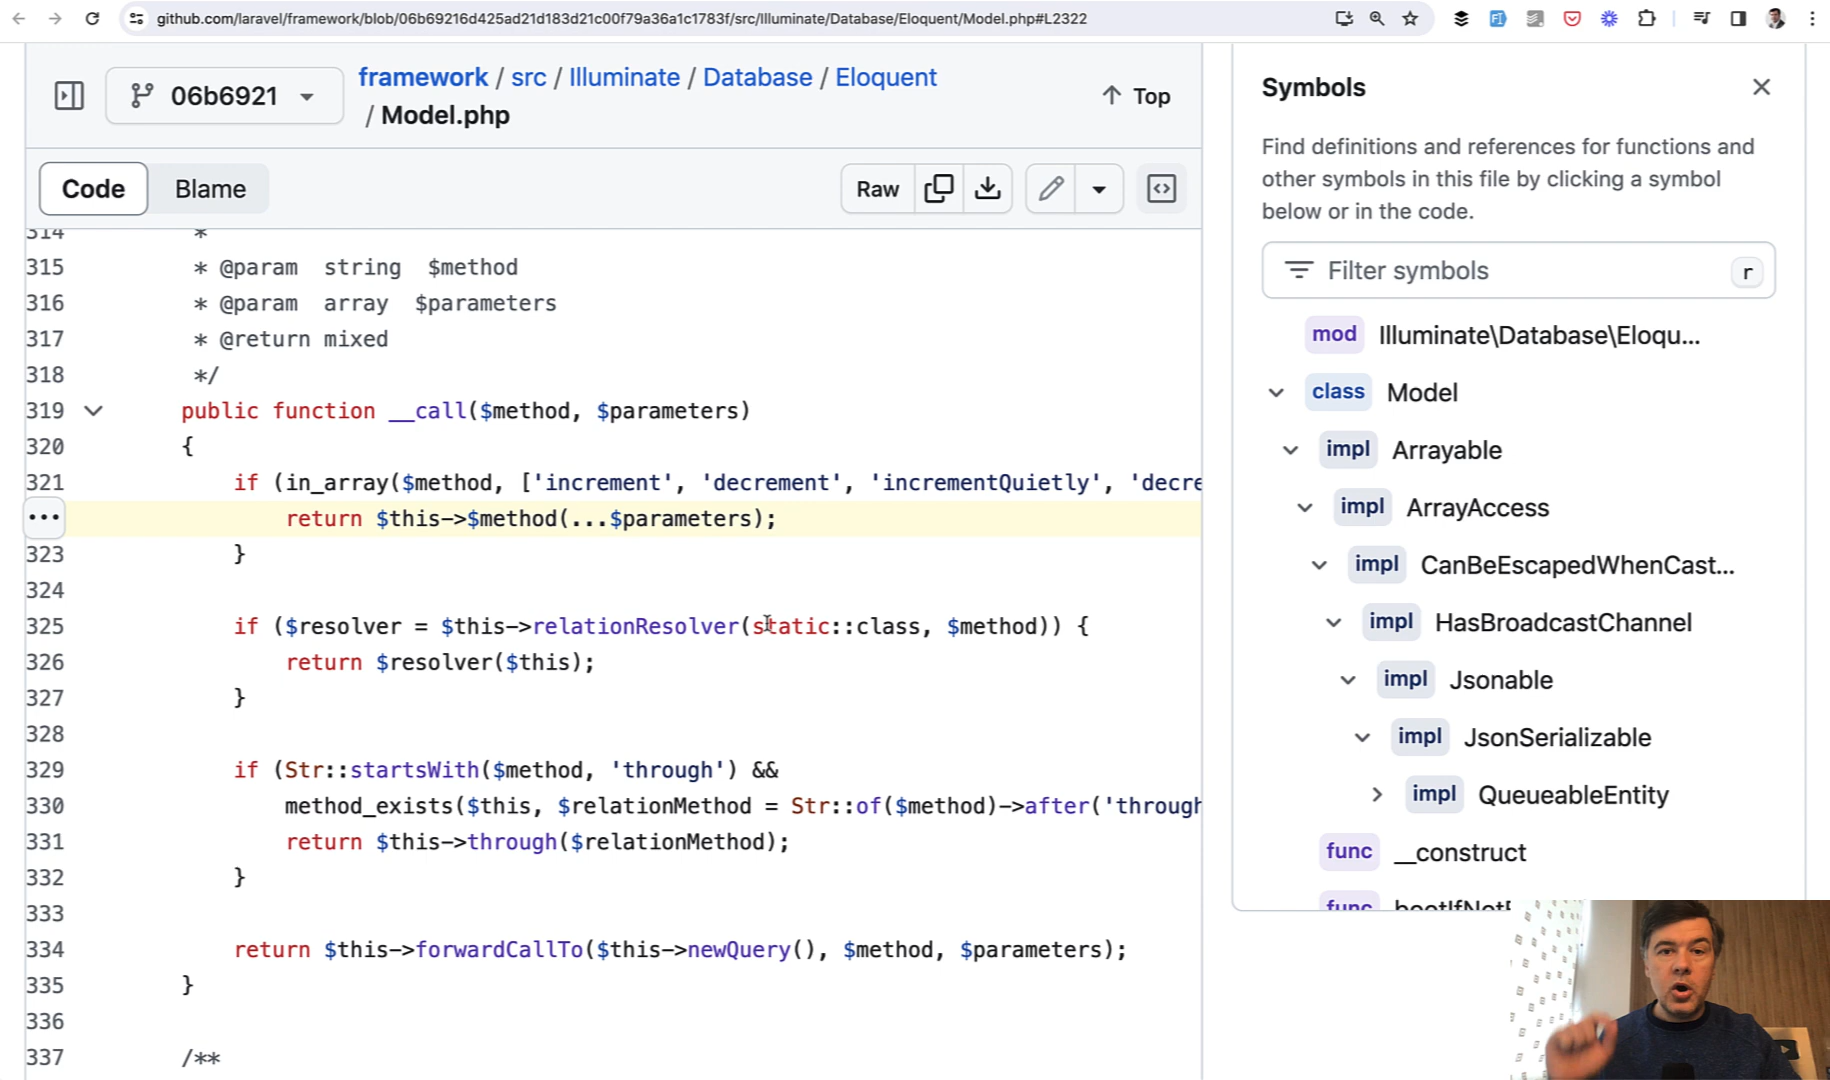 github.com/laravel/framework/blob/06b69216d425ad21d183d21c00f79a36a1c1783f/src/Illuminate/Database/Eloquent/Model.php#L2322
06b6921
framework / src / Illuminate / Database / Eloquent
/ Model.php
Top
Code
Blame
Raw
314 *
315 * @param string $method
316 * @param array $parameters
317 * @return mixed
318 */
319 public function __call($method, $parameters)
320 {
321 if (in_array($method, ['increment', 'decrement', 'incrementQuietly', 'decre
return $this->$method(...$parameters);
323 }
324
325 if ($resolver = $this->relationResolver(static::class, $method)) {
326 return $resolver($this);
327 }
328
329 if (Str::startsWith($method, 'through') &&
330 method_exists($this, $relationMethod = Str::of($method)->after('through
331 return $this->through($relationMethod);
332 }
333
334 return $this->forwardCallTo($this->newQuery(), $method, $parameters);
335 }
336
337 /**
Symbols
Find definitions and references for functions and
other symbols in this file by clicking a symbol
below or in the code.
Filter symbols r
mod Illuminate\Database\Eloqu...
class Model
impl Arrayable
impl ArrayAccess
impl CanBeEscapedWhenCast...
impl HasBroadcastChannel
impl Jsonable
impl JsonSerializable
impl QueueableEntity
func __construct
func